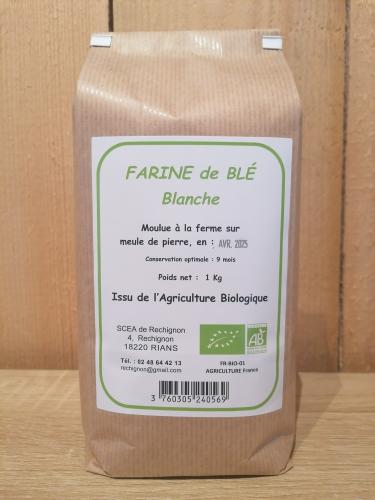 FARINE de BLÉ
Blanche
Moulue à la ferme sur
meule de pierre, en : AVR. 2025
Conservation optimale : 9 mois
Poids net : 1 Kg
Issu de l'Agriculture Biologique
SCEA de Rechignon
4, Rechignon
18220 RIANS
Tél. : 02 48 64 42 13
rechignon@gmail.com
AB
FR-BIO-01
AGRICULTURE France
3 760305 240569